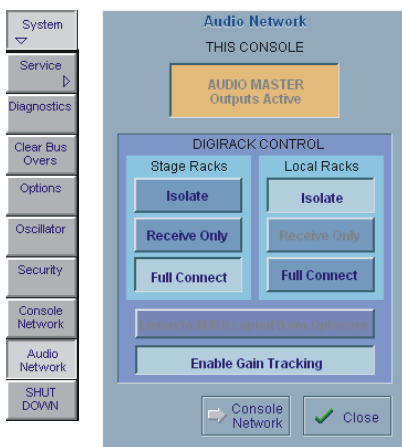 System
Service
Diagnostics
Clear Bus
Overs
Options
Oscillator
Security
Console
Network
Audio
Network
SHUT
DOWN
Audio Network
THIS CONSOLE
AUDIO MASTER
Outputs Active
DIGIRACK CONTROL
Stage Racks
Isolate
Receive Only
Full Connect
Local Racks
Isolate
Receive Only
Full Connect
Enable Gain Tracking
Console
Network
Close